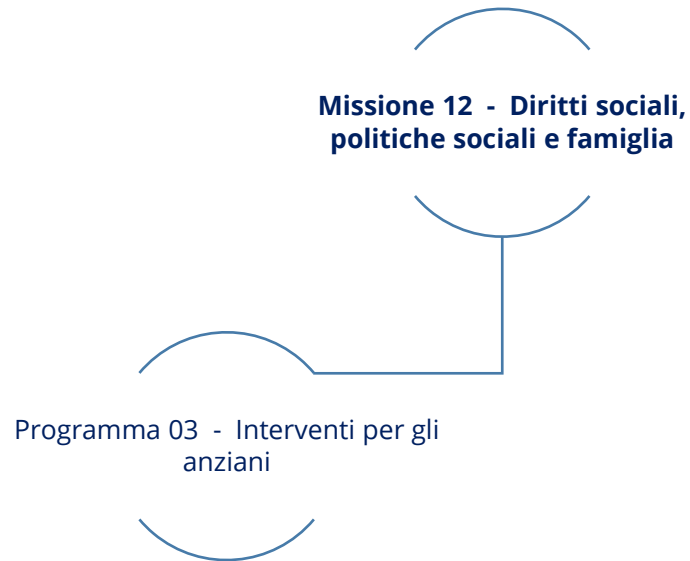 Missione 12 - Diritti sociali,
politiche sociali e famiglia
Programma 03 - Interventi per gli
anziani